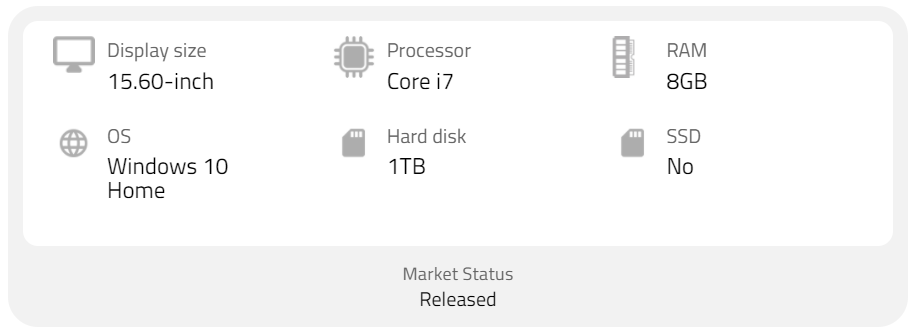 Display size
15.60-inch
Processor
Core i7
RAM
8GB
OS
Windows 10
Home
Hard disk
1TB
SSD
No
Market Status
Released